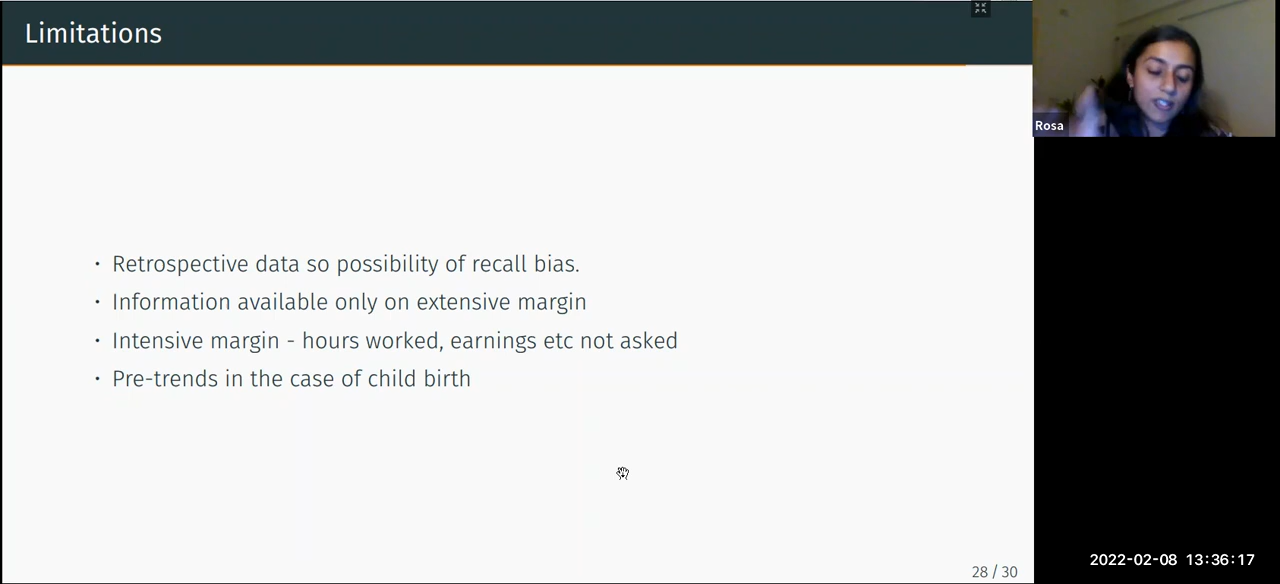 Limitations
Rosa
· Retrospective data so possibility of recall bias.
· Information available only on extensive margin
· Intensive margin - hours worked, earnings etc not asked
· Pre-trends in the case of child birth
28 / 30
2022-02-08 13:36:17